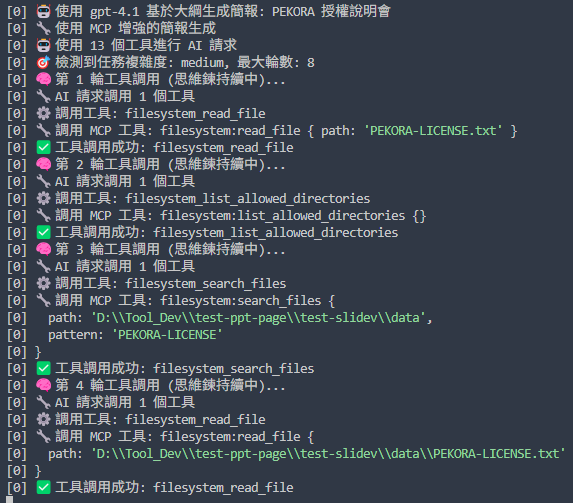 [0] 🤖 使用 gpt-4.1 基於大綱生成簡報: PEKORA 授權說明會
[0] 🔧 使用 MCP 增強的簡報生成
[0] 🤖 使用 13 個工具進行 AI 請求
[0] 🎯 檢測到任務複雜度: medium, 最大輪數: 8
[0] 🧠 第 1 輪工具調用 (思維鍊持續中)...
[0] 🔧 AI 請求調用 1 個工具
[0] ⚙️ 調用工具: filesystem_read_file
[0] 🔧 調用 MCP 工具: filesystem:read_file { path: 'PEKORA-LICENSE.txt' }
[0] ✅ 工具調用成功: filesystem_read_file
[0] 🧠 第 2 輪工具調用 (思維鍊持續中)...
[0] 🔧 AI 請求調用 1 個工具
[0] ⚙️ 調用工具: filesystem_list_allowed_directories
[0] 🔧 調用 MCP 工具: filesystem:list_allowed_directories {}
[0] ✅ 工具調用成功: filesystem_list_allowed_directories
[0] 🧠 第 3 輪工具調用 (思維鍊持續中)...
[0] 🔧 AI 請求調用 1 個工具
[0] ⚙️ 調用工具: filesystem_search_files
[0] 🔧 調用 MCP 工具: filesystem:search_files {
[0]   path: 'D:\\Tool_Dev\\test-ppt-page\\test-slidev\\data',
[0]   pattern: 'PEKORA-LICENSE'
[0] }
[0] ✅ 工具調用成功: filesystem_search_files
[0] 🧠 第 4 輪工具調用 (思維鍊持續中)...
[0] 🔧 AI 請求調用 1 個工具
[0] ⚙️ 調用工具: filesystem_read_file
[0] 🔧 調用 MCP 工具: filesystem:read_file {
[0]   path: 'D:\\Tool_Dev\\test-ppt-page\\test-slidev\\data\\PEKORA-LICENSE.txt'
[0] }
[0] ✅ 工具調用成功: filesystem_read_file